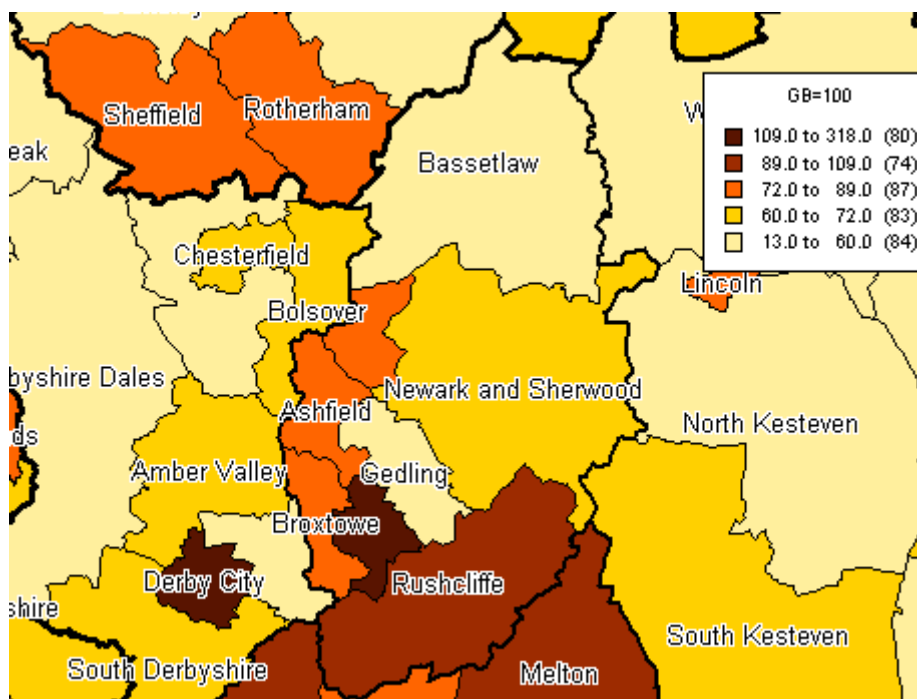 Sheffield
Rotherham
GB=100
109.0 to 318.0 (80)
89.0 to 109.0 (74)
72.0 to 89.0 (87)
60.0 to 72.0 (83)
13.0 to 60.0 (84)
W
eak
Bassetlaw
Chesterfield
Lincoln
Bolsover
byshire Dales
Newark and Sherwood
Ashfield
North Kesteven
ds
Amber Valley
Gedling
Broxtowe
Derby City
Rushcliffe
shire
South Kesteven
South Derbyshire
Melton